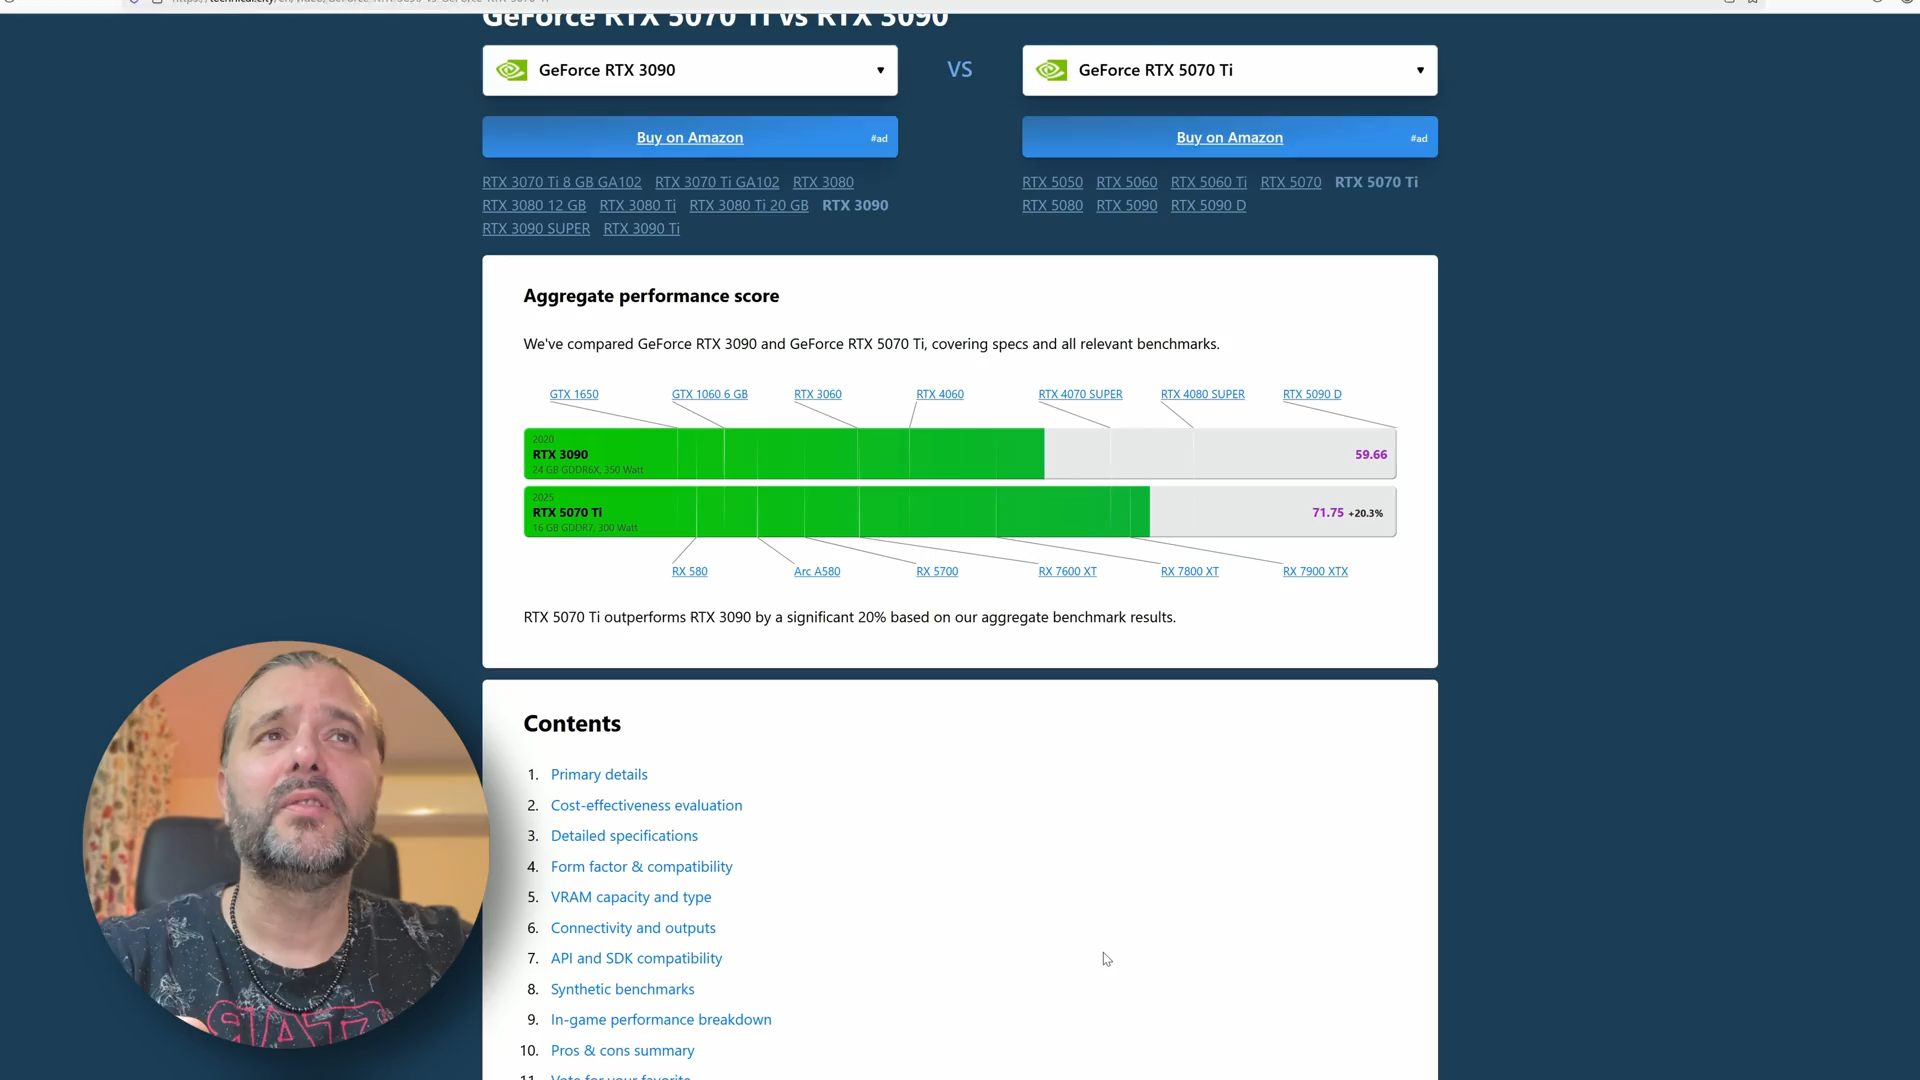 GeForce RTX 5070 Ti vs RTX 3090
GeForce RTX 3090
VS
GeForce RTX 5070 Ti
Buy on Amazon #ad
Buy on Amazon #ad
RTX 3070 Ti 8 GB GA102 RTX 3070 Ti GA102 RTX 3080
RTX 3080 12 GB RTX 3080 Ti RTX 3080 Ti 20 GB RTX 3090
RTX 3090 SUPER RTX 3090 Ti
RTX 5050 RTX 5060 RTX 5060 Ti RTX 5070 RTX 5070 Ti
RTX 5080 RTX 5090 RTX 5090 D
Aggregate performance score
We've compared GeForce RTX 3090 and GeForce RTX 5070 Ti, covering specs and all relevant benchmarks.
GTX 1650 GTX 1060 6 GB RTX 3060 RTX 4060 RTX 4070 SUPER RTX 4080 SUPER RTX 5090 D
2020
RTX 3090 59.66
24 GB GDDR6X, 350 Watt
2025
RTX 5070 Ti 71.75 +20.3%
16 GB GDDR7, 300 Watt
RX 580 Arc A580 RX 5700 RX 7600 XT RX 7800 XT RX 7900 XTX
RTX 5070 Ti outperforms RTX 3090 by a significant 20% based on our aggregate benchmark results.
Contents
1. Primary details
2. Cost-effectiveness evaluation
3. Detailed specifications
4. Form factor & compatibility
5. VRAM capacity and type
6. Connectivity and outputs
7. API and SDK compatibility
8. Synthetic benchmarks
9. In-game performance breakdown
10. Pros & cons summary
11. Vote for your favorite